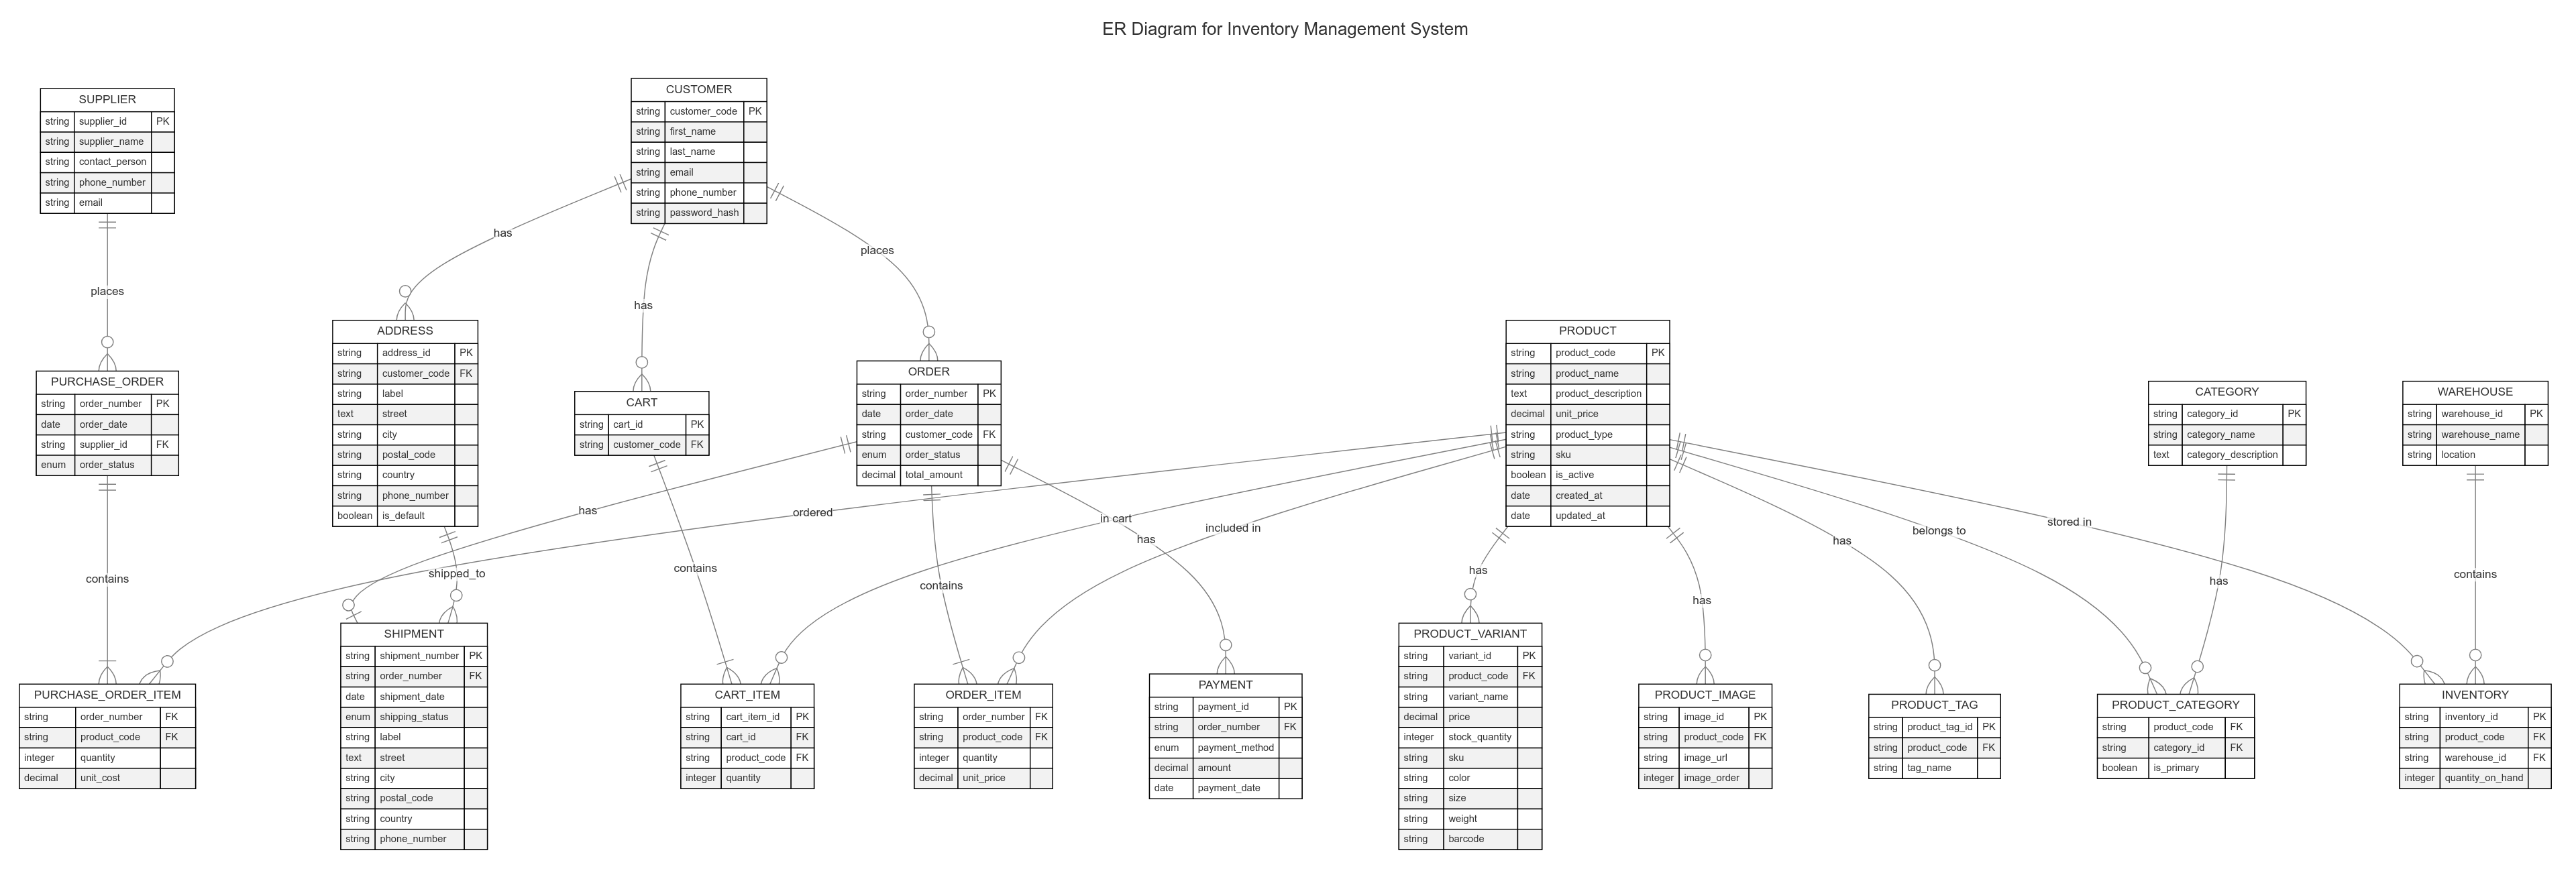 ER Diagram for Inventory Management System
SUPPLIER
string supplier_id PK
string supplier_name
string contact_person
string phone_number
string email
CUSTOMER
string customer_code PK
string first_name
string last_name
string email
string phone_number
string password_hash
has
places
has
places
ADDRESS
string address_id PK
string customer_code FK
string label
text street
string city
string postal_code
string country
string phone_number
boolean is_default
PURCHASE_ORDER
string order_number PK
date order_date
string supplier_id FK
enum order_status
CART
string cart_id PK
string customer_code FK
ORDER
string order_number PK
date order_date
string customer_code FK
enum order_status
decimal total_amount
PRODUCT
string product_code PK
string product_name
text product_description
decimal unit_price
string product_type
string sku
boolean is_active
date created_at
date updated_at
CATEGORY
string category_id PK
string category_name
text category_description
WAREHOUSE
string warehouse_id PK
string warehouse_name
string location
has
ordered
in cart
included in
has
has
belongs to
stored in
contains
shipped_to
contains
contains
has
has
has
contains
PURCHASE_ORDER_ITEM
string order_number FK
string product_code FK
integer quantity
decimal unit_cost
SHIPMENT
string shipment_number PK
string order_number FK
date shipment_date
enum shipping_status
string label
text street
string city
string postal_code
string country
string phone_number
CART_ITEM
string cart_item_id PK
string cart_id FK
string product_code FK
integer quantity
ORDER_ITEM
string order_number FK
string product_code FK
integer quantity
decimal unit_price
PAYMENT
string payment_id PK
string order_number FK
enum payment_method
decimal amount
date payment_date
PRODUCT_VARIANT
string variant_id PK
string product_code FK
string variant_name
decimal price
integer stock_quantity
string sku
string color
string size
string weight
string barcode
PRODUCT_IMAGE
string image_id PK
string product_code FK
string image_url
integer image_order
PRODUCT_TAG
string product_tag_id PK
string product_code FK
string tag_name
PRODUCT_CATEGORY
string product_code FK
string category_id FK
boolean is_primary
INVENTORY
string inventory_id PK
string product_code FK
string warehouse_id FK
integer quantity_on_hand